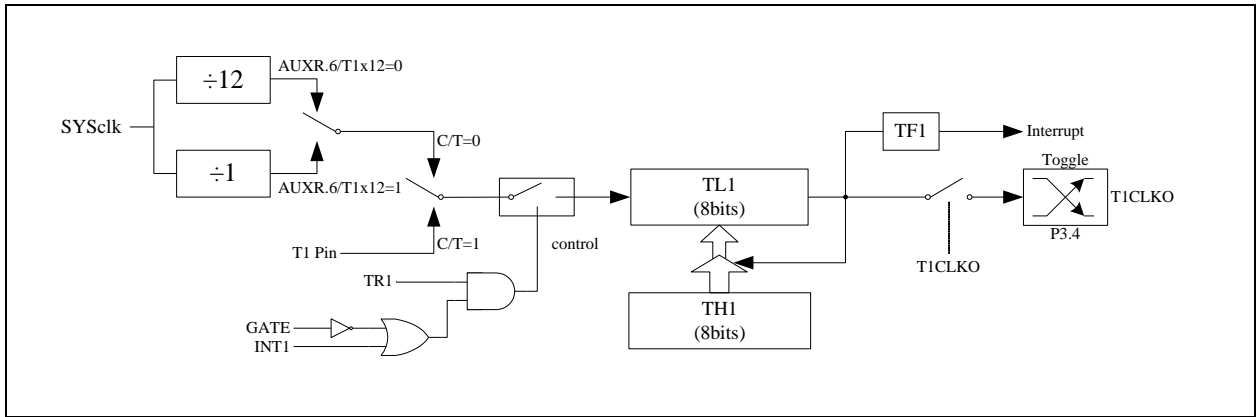 ÷12
AUXR.6/T1x12=0
SYSclk
C/T=0
÷1
AUXR.6/T1x12=1
T1 Pin
C/T=1
control
TR1
GATE
INT1
TL1
(8bits)
TH1
(8bits)
TF1
Interrupt
Toggle
T1CLKO
P3.4
T1CLKO